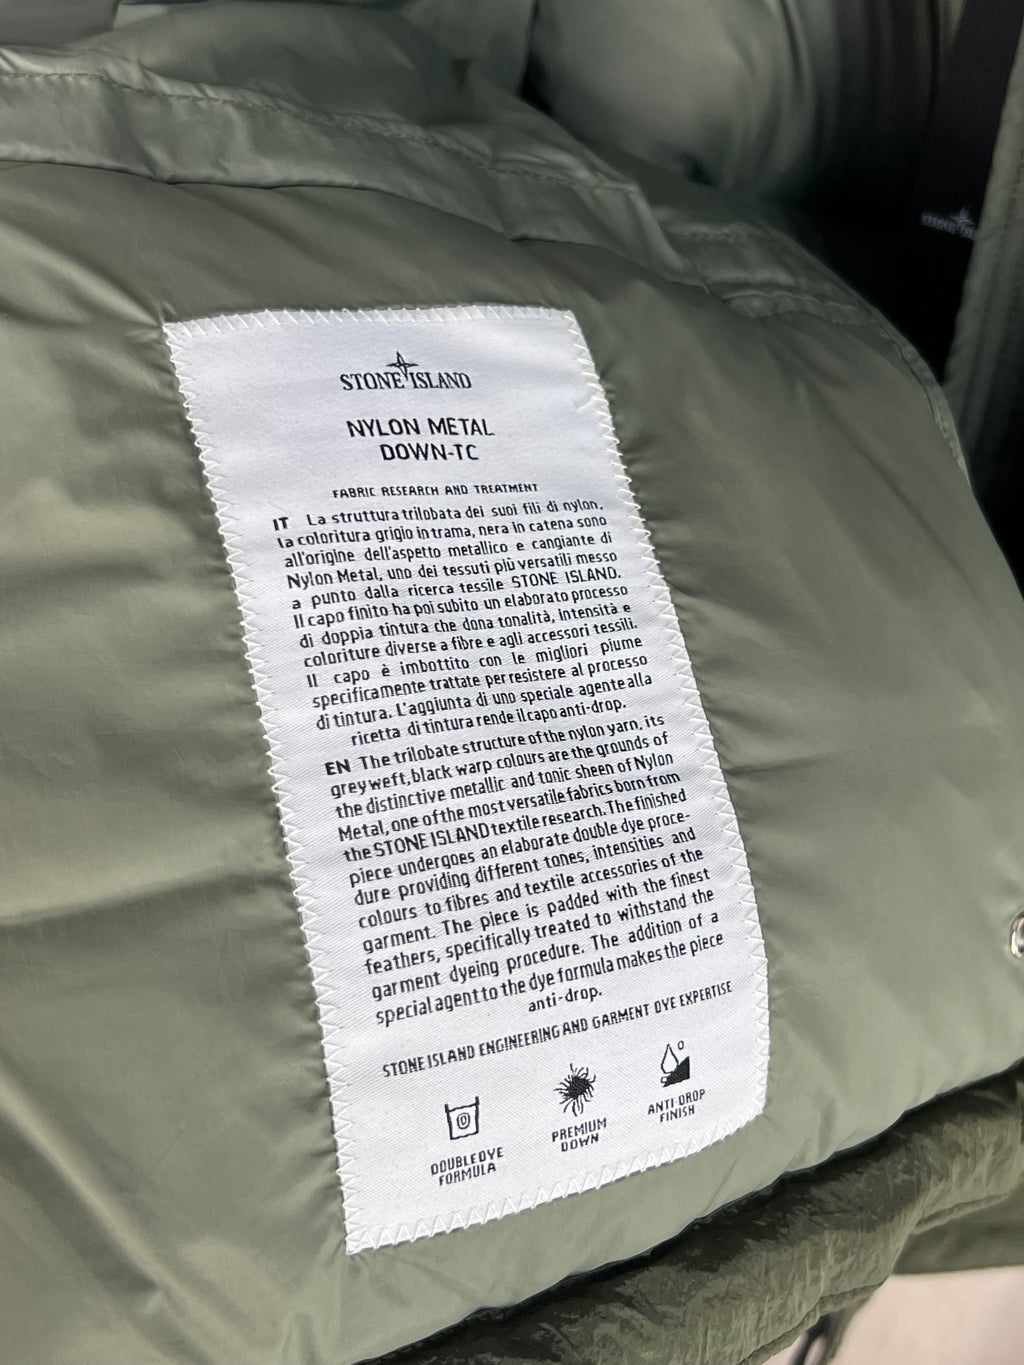 STONE ISLAND
STONE ISLAND
NYLON METAL
DOWN-TC
FABRIC RESEARCH AND TREATMENT
IT La struttura trilobata dei suoi fili di nylon,
la coloritura grigio in trama, nera in catena sono
all'origine dell'aspetto metallico e cangiante di
Nylon Metal, uno dei tessuti più versatili messo
a punto dalla ricerca tessile STONE ISLAND.
Il capo finito ha poi subito un elaborato processo
di doppia tintura che dona tonalità, intensità e
coloriture diverse a fibre e agli accessori tessili.
Il capo è imbottito con le migliori piume
specificamente trattate per resistere al processo
di tintura. L'aggiunta di uno speciale agente alla
ricetta di tintura rende il capo anti-drop.
EN The trilobate structure of the nylon yarn, its
grey weft, black warp colours are the grounds of
the distinctive metallic and tonic sheen of Nylon
Metal, one of the most versatile fabrics born from
the STONE ISLAND textile research. The finished
piece undergoes an elaborate double dye proce-
dure providing different tones, intensities and
colours to fibres and textile accessories of the
garment. The piece is padded with the finest
feathers, specifically treated to withstand the
garment dyeing procedure. The addition of a
special agent to the dye formula makes the piece
anti-drop.
STONE ISLAND ENGINEERING AND GARMENT DYE EXPERTISE
DOUBLE DYE
FORMULA
PREMIUM
DOWN
ANTI-DROP
FINISH